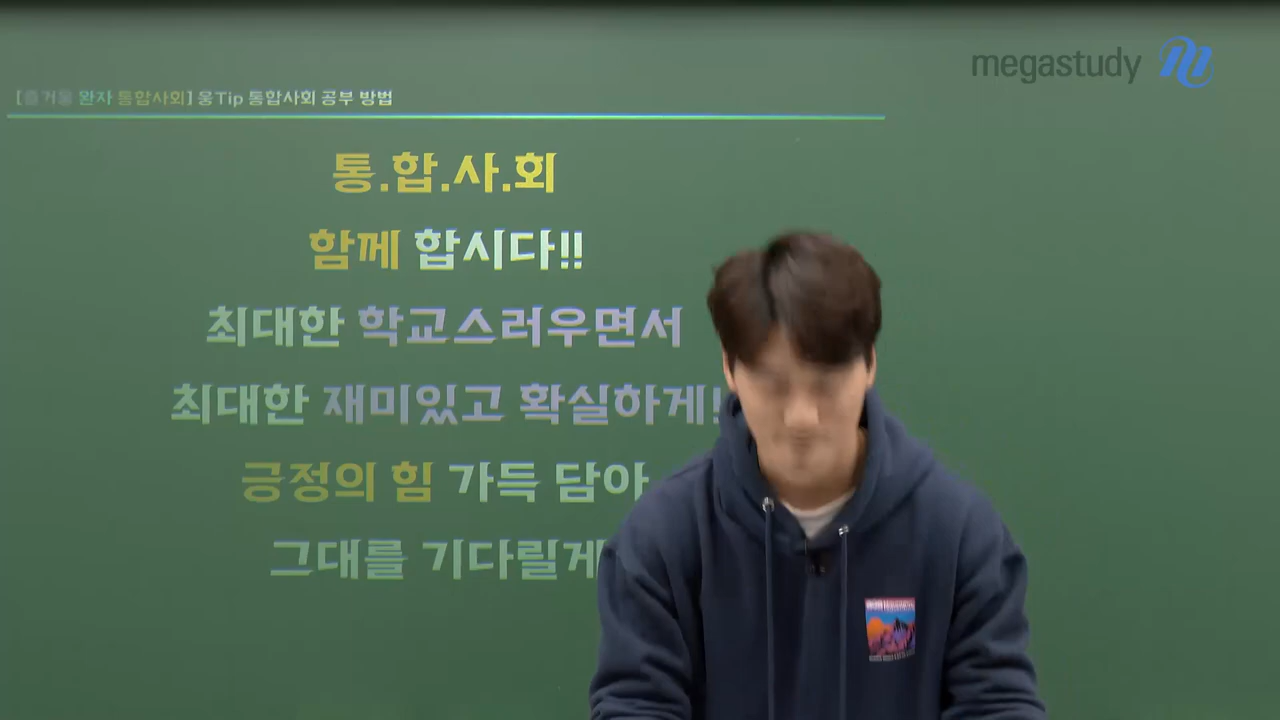 megastudy
완자 통합사회] 웅Tip 통합사회 공부 방법
통.합.사.회
함께 합시다!!
최대한 학교스러우면서
최대한 재미있고 확실하게!
긍정의 힘 가득 담아
그대를 기다릴게